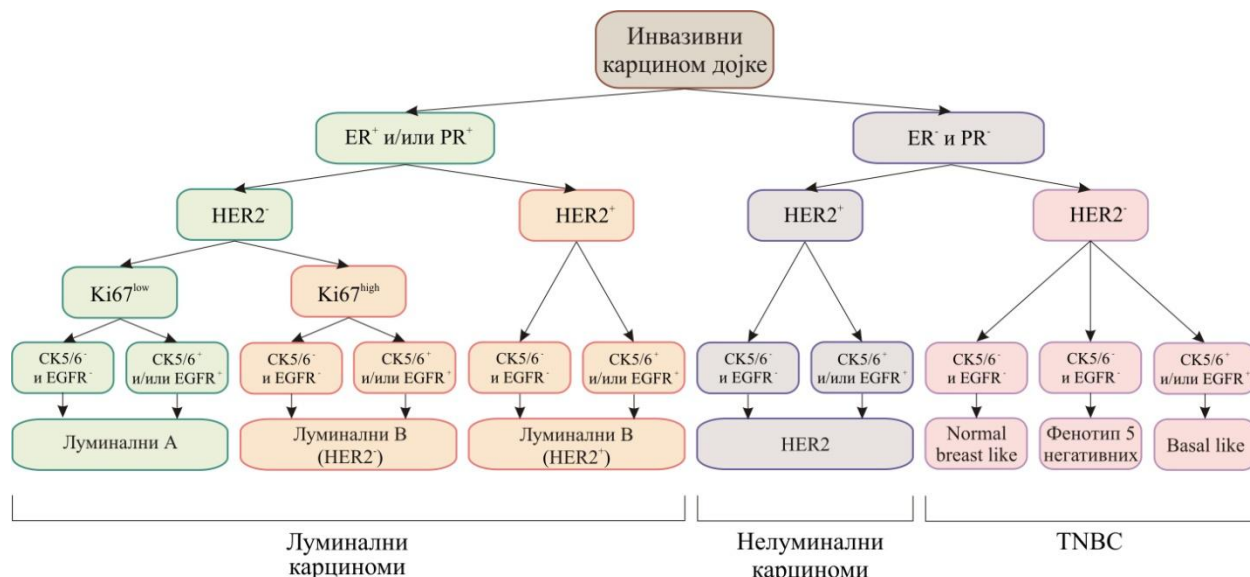 Инвазивни
карцином дојке
ER⁺ и/или PR⁺
ER⁻ и PR⁻
HER2⁻
HER2⁺
HER2⁺
HER2⁻
Ki67ˡᵒʷ
Ki67ʰⁱᵍʰ
CK5/6⁻
и EGFR⁻
CK5/6⁺
и/или EGFR⁺
CK5/6⁻
и EGFR⁻
CK5/6⁺
и/или EGFR⁺
CK5/6⁻
и EGFR⁻
CK5/6⁺
и/или EGFR⁺
CK5/6⁻
и EGFR⁻
CK5/6⁺
и/или EGFR⁺
CK5/6⁻
и EGFR⁻
CK5/6⁻
и EGFR⁻
CK5/6⁺
и/или EGFR⁺
Луминални А
Луминални В
(HER2⁻)
Луминални В
(HER2⁺)
HER2
Normal
breast like
Фенотип 5
негативних
Basal like
Луминални
карциноми
Нелуминални
карциноми
TNBC